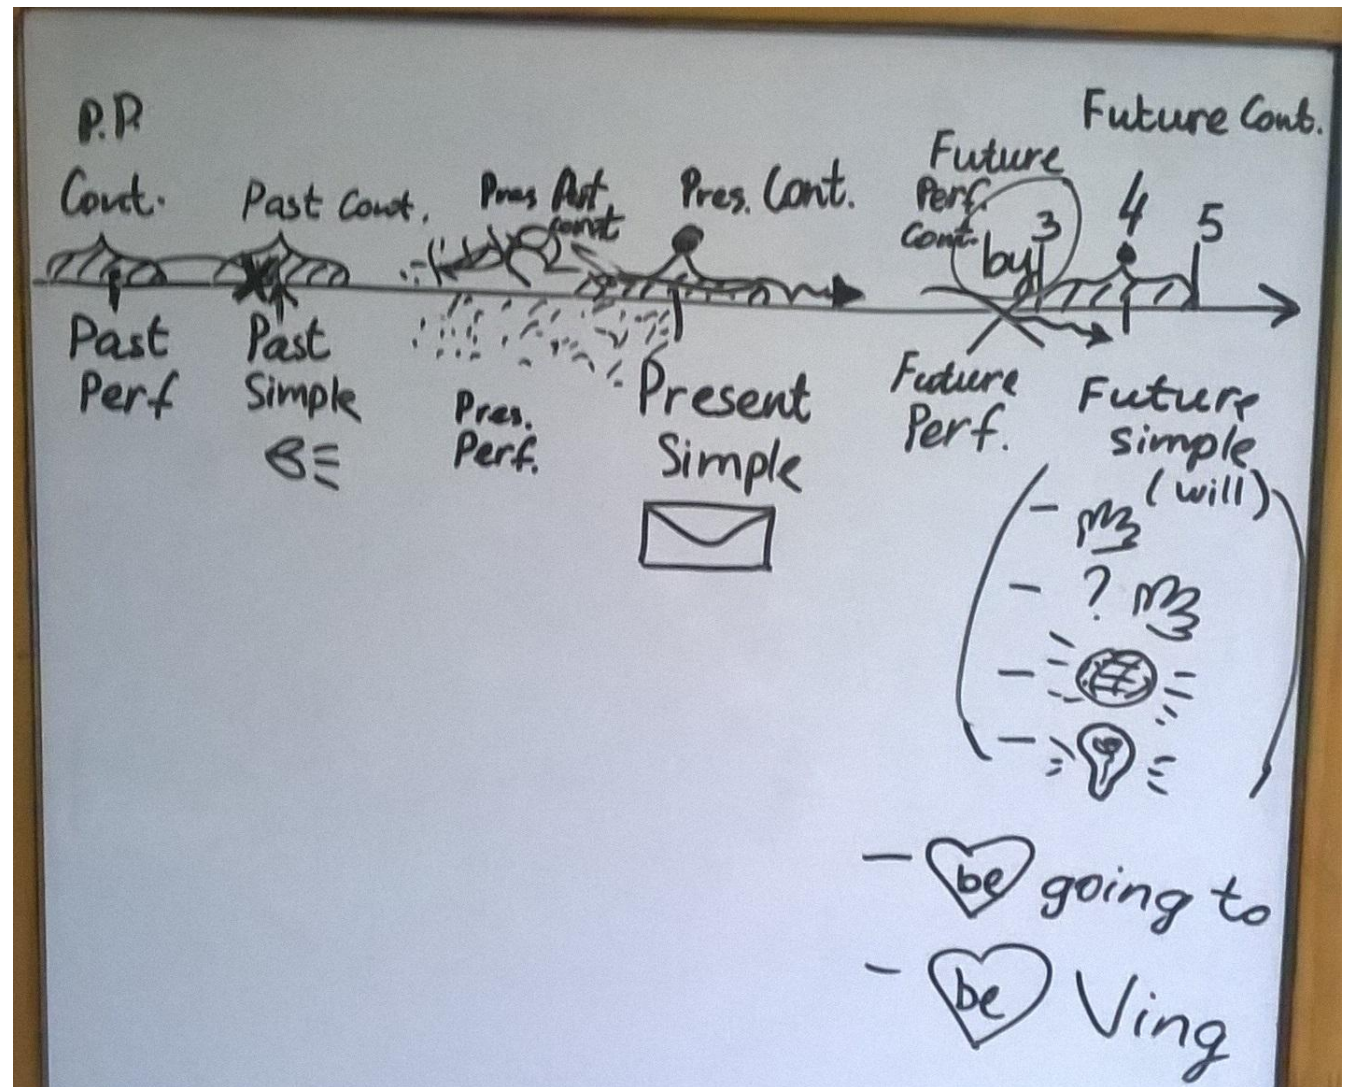 P.P.
Cont.
Past Cont.
Pres.
cont
Pres. Cont.
Future
Perf.
Cont.
by 3
Future Cont.
4
5
Past
Perf
Past
Simple
Pres.
Perf.
Present
Simple
Future
Perf.
Future
Simple
(will)
?
be going to
be Ving